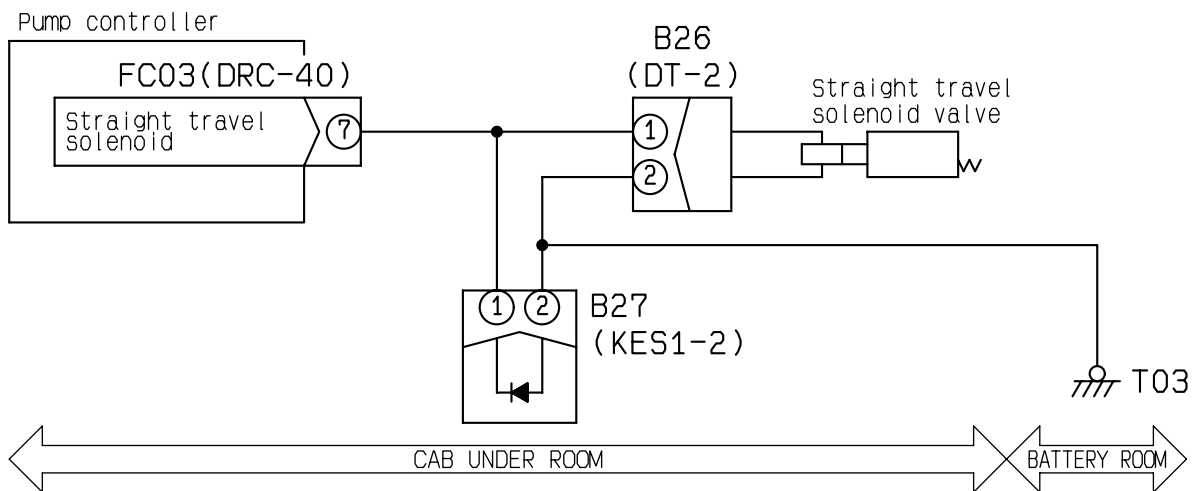 Pump controller
FC03(DRC-40)
Straight travel
solenoid
7
B26
(DT-2)
1
2
Straight travel
solenoid valve
1
2
B27
(KES1-2)
T03
CAB UNDER ROOM
BATTERY ROOM